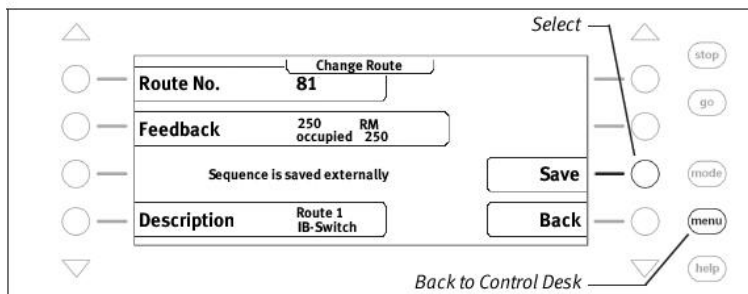 Select
Change Route
stop
Route No. 81
go
Feedback 250 RM
occupied 250
Sequence is saved externally
Save
mode
Description Route 1
IB-Switch
Back
menu
help
Back to Control Desk